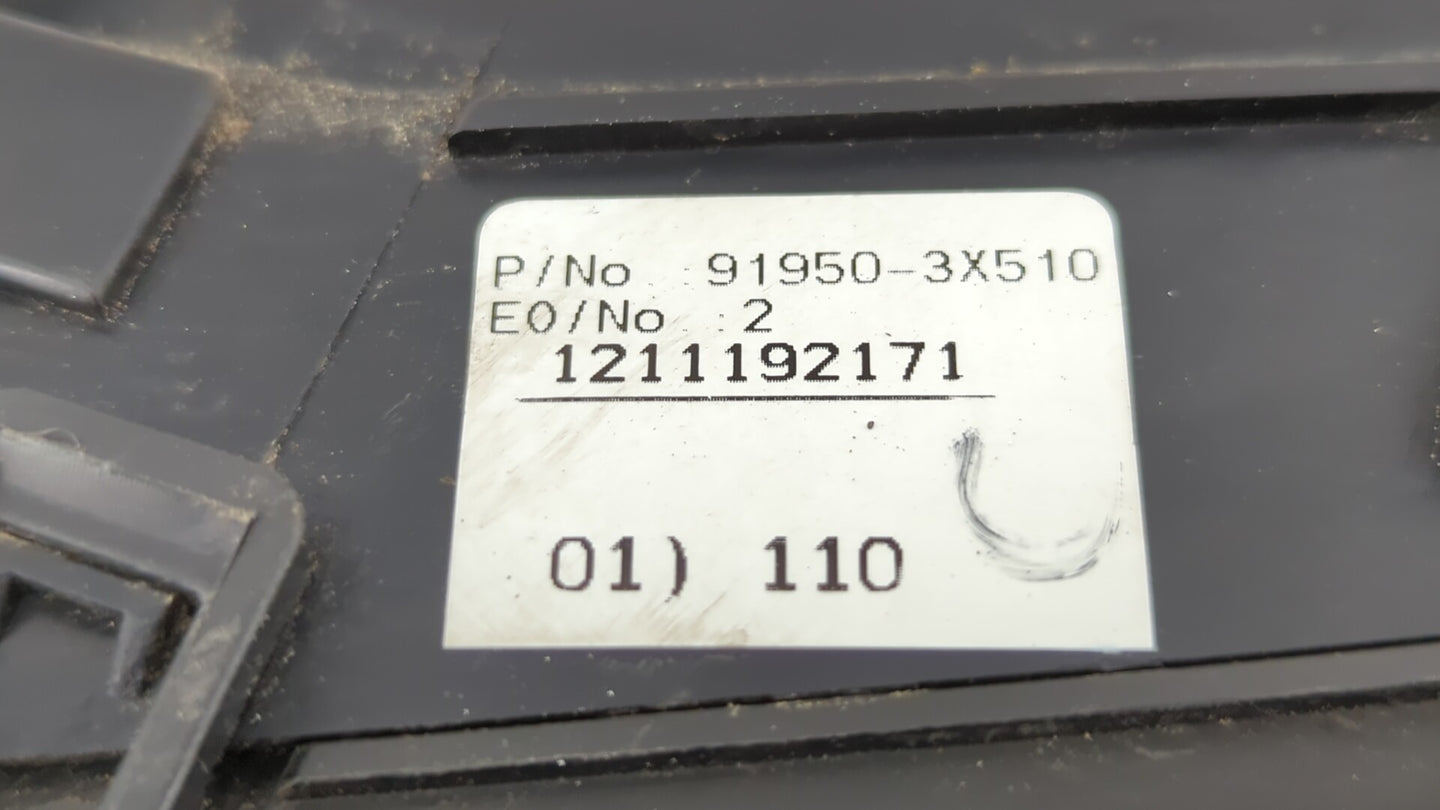 P/No : 91950-3X510
E0/No : 2
1211192171
01) 110